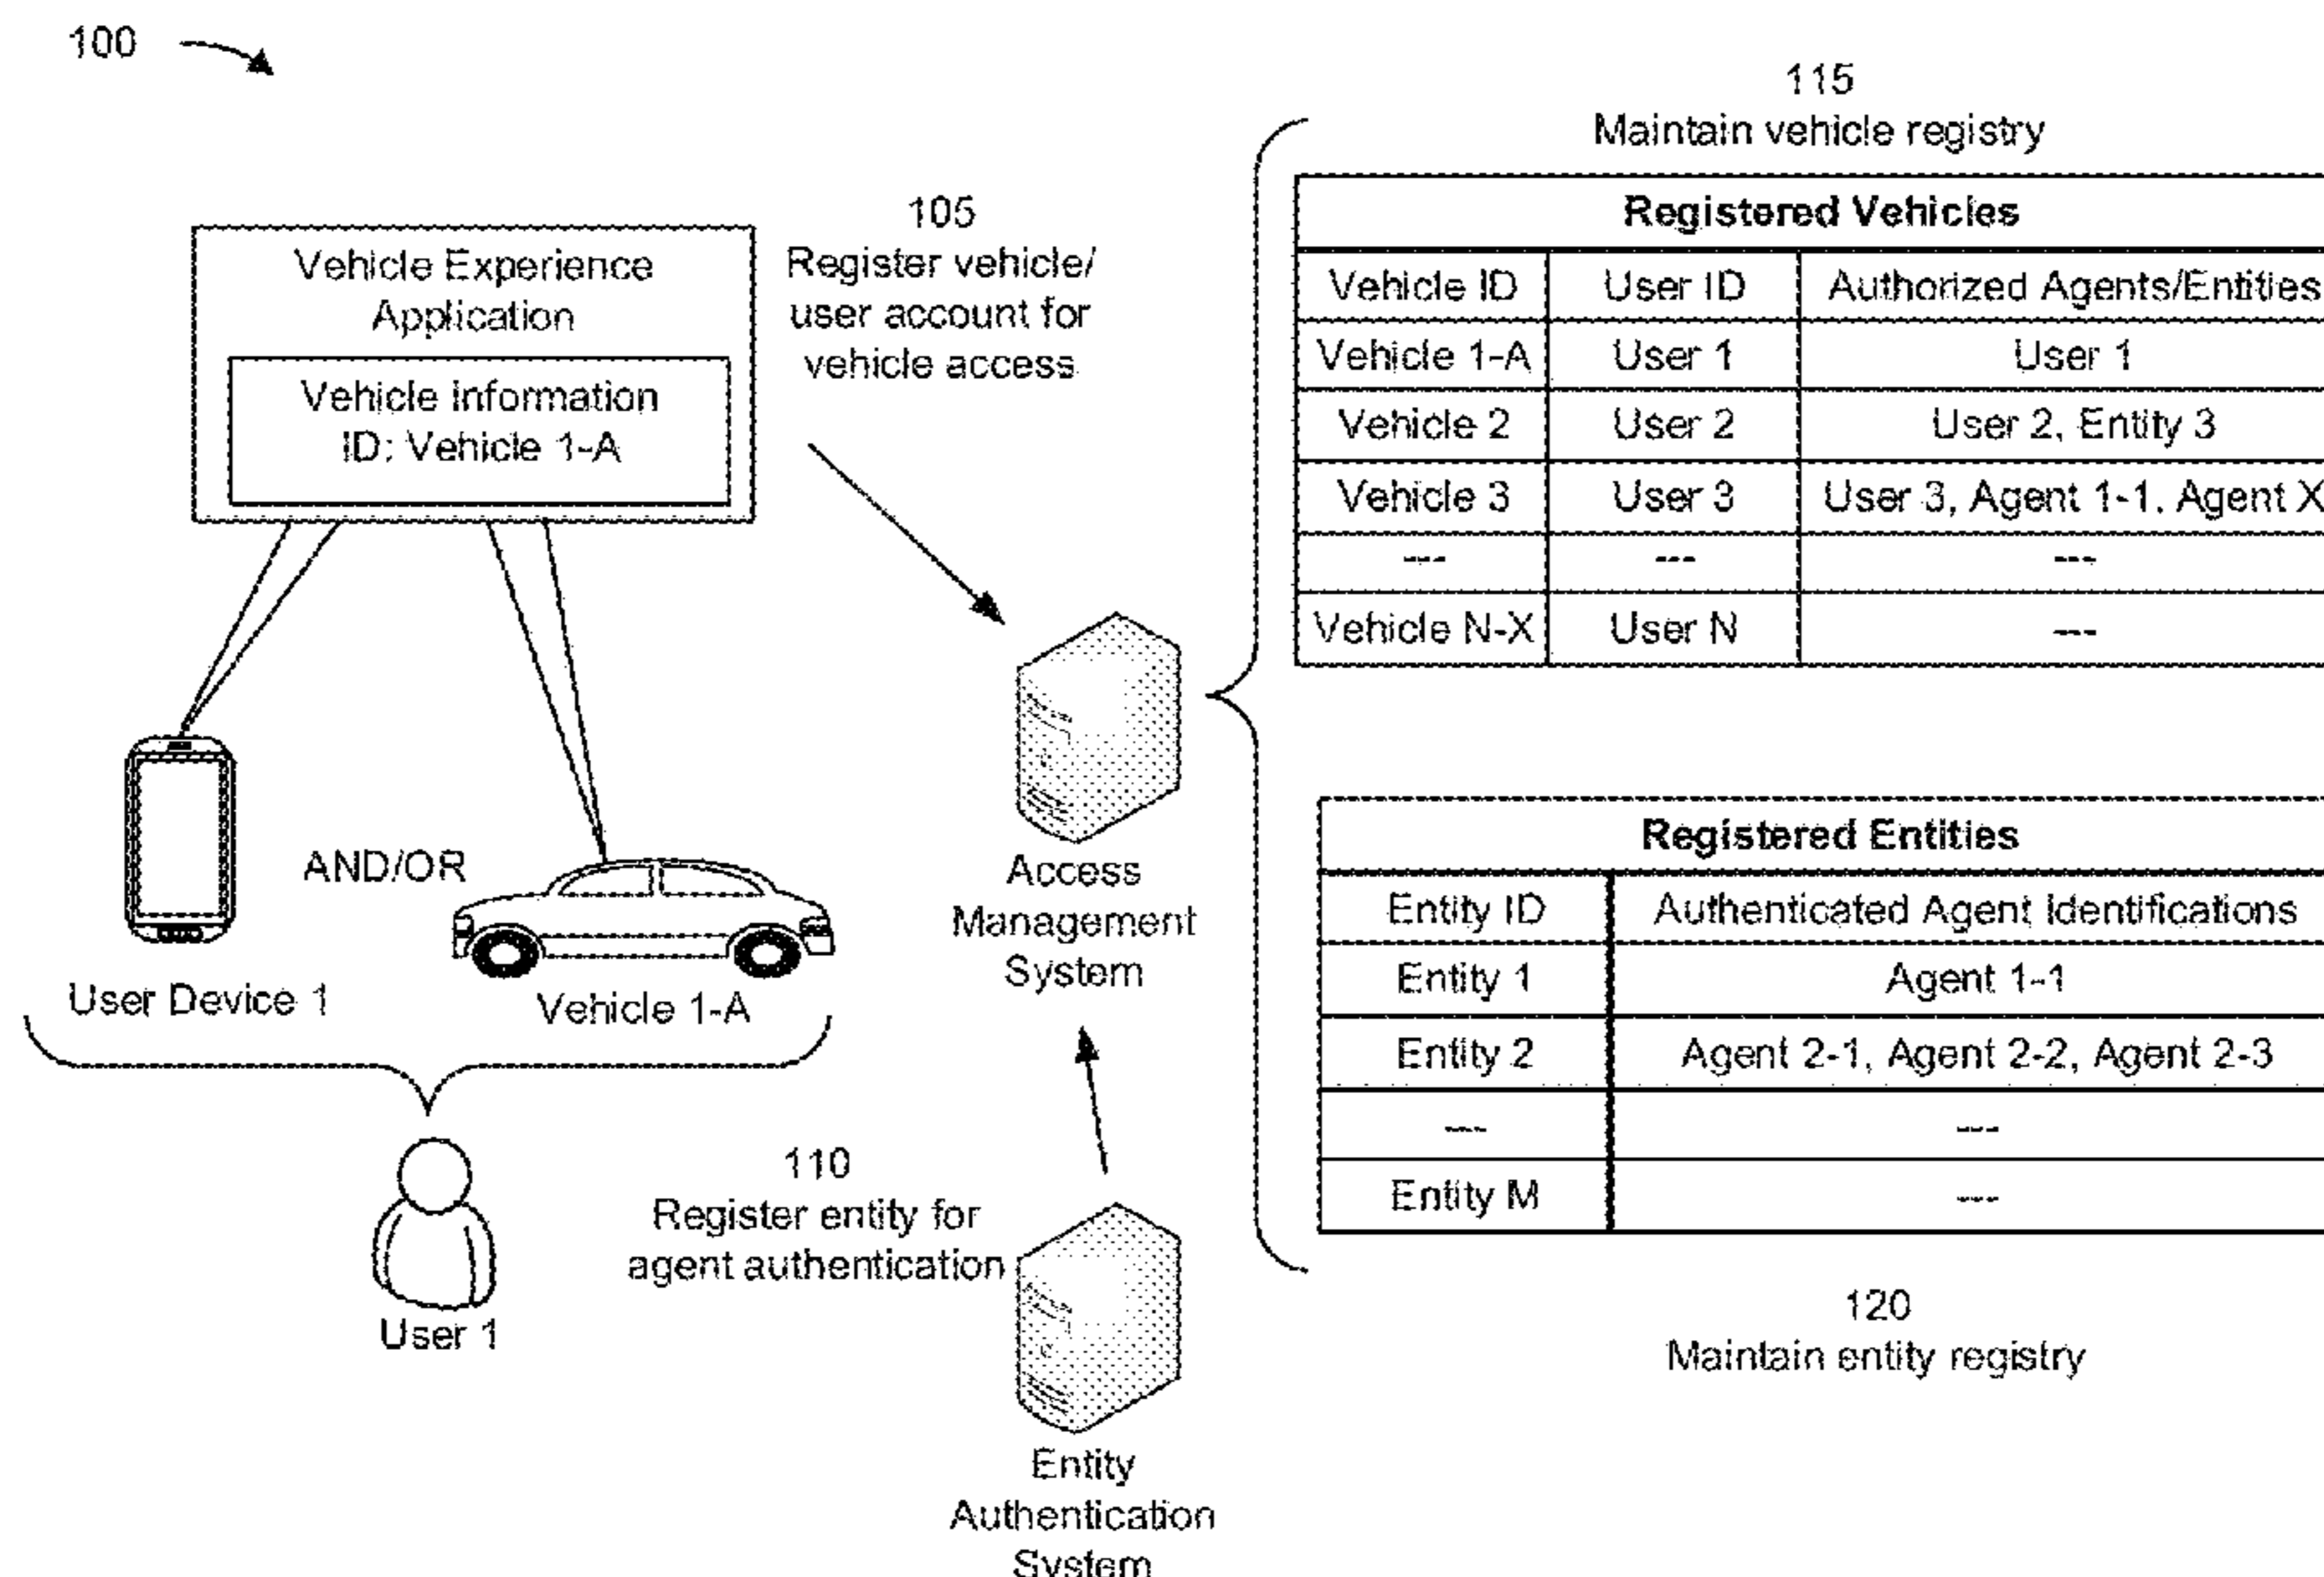 100
Vehicle Experience
Application
Vehicle Information
ID: Vehicle 1-A
105
Register vehicle/
user account for
vehicle access
User Device 1
AND/OR
Vehicle 1-A
User 1
110
Register entity for
agent authentication
Access
Management
System
Entity
Authentication
System
115
Maintain vehicle registry
Registered Vehicles
Vehicle ID User ID Authorized Agents/Entities
Vehicle 1-A User 1 User 1
Vehicle 2 User 2 User 2, Entity 3
Vehicle 3 User 3 User 3, Agent 1-1, Agent X
--- --- ---
Vehicle N-X User N ---
Registered Entities
Entity ID Authenticated Agent Identifications
Entity 1 Agent 1-1
Entity 2 Agent 2-1, Agent 2-2, Agent 2-3
--- ---
Entity M ---
120
Maintain entity registry